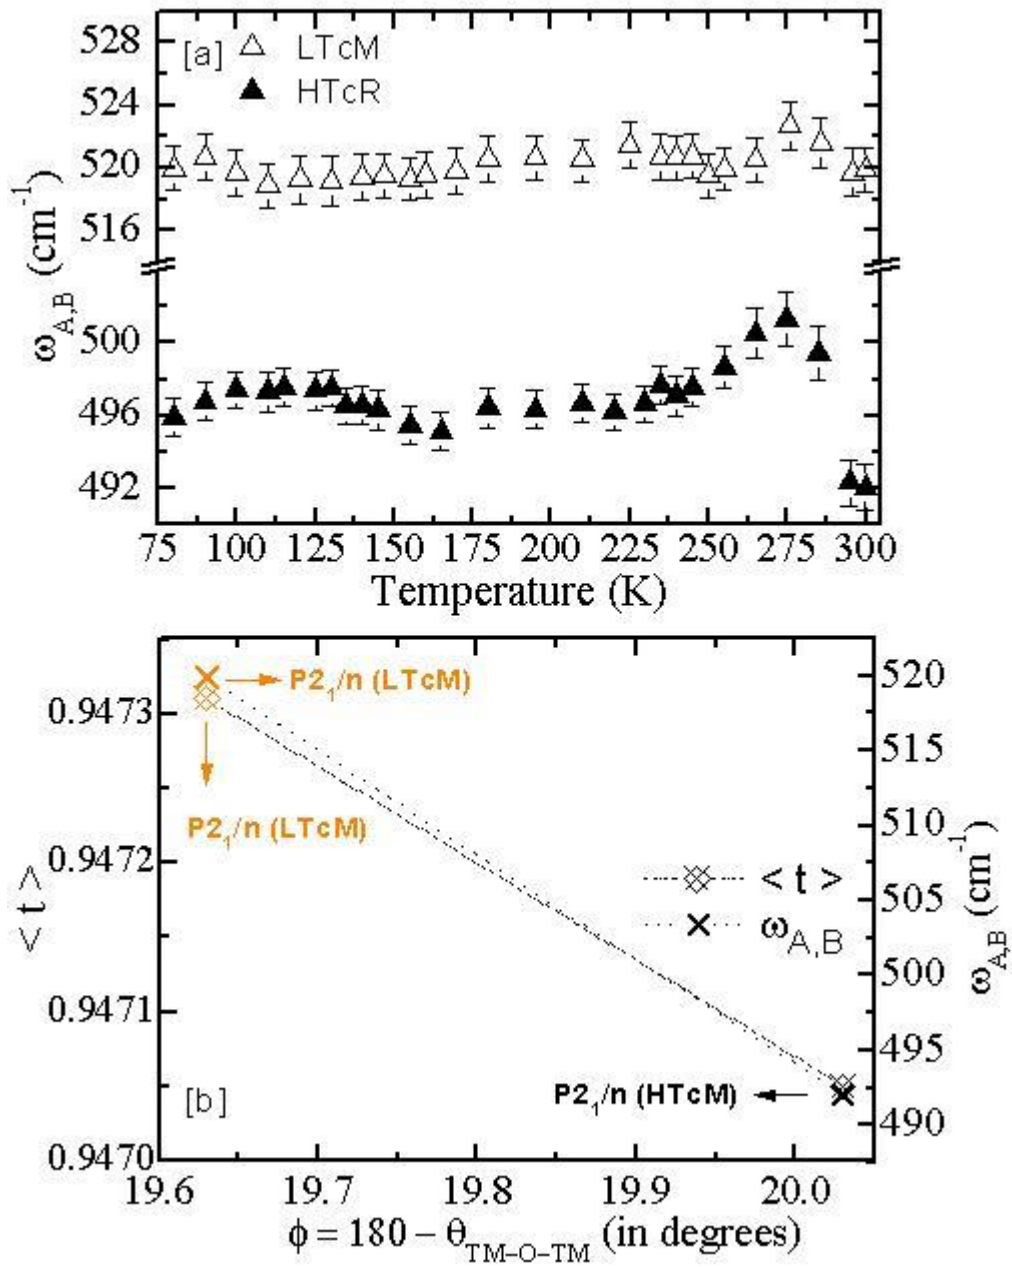 [a]
LTcM
HTcR
528
524
520
516
500
496
492
ω_A,B (cm⁻¹)
75 100 125 150 175 200 225 250 275 300
Temperature (K)
P2₁/n (LTcM)
P2₁/n (LTcM)
0.9473
0.9472
0.9471
0.9470
< t >
520
515
510
505
500
495
490
ω_A,B (cm⁻¹)
< t >
ω_A,B
P2₁/n (HTcM)
[b]
19.6 19.7 19.8 19.9 20.0
ϕ = 180 − θ_TM−O−TM (in degrees)